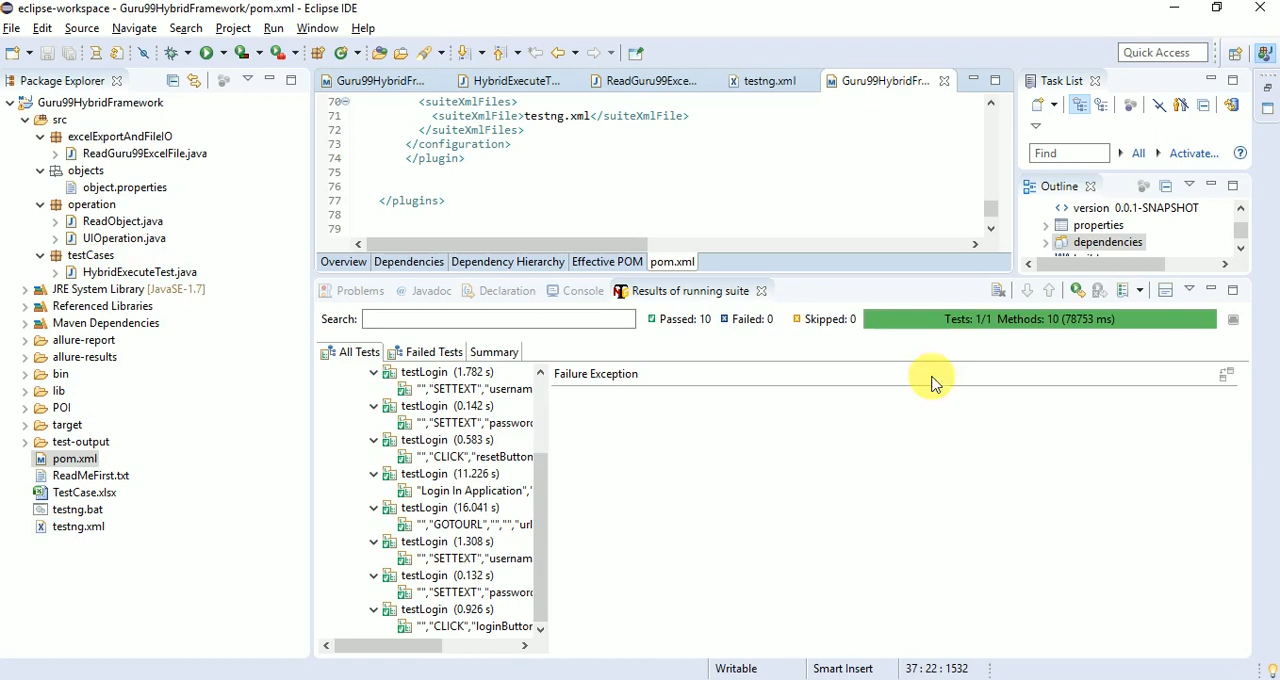 eclipse-workspace - Guru99HybridFramework/pom.xml - Eclipse IDE
File Edit Source Navigate Search Project Run Window Help
Quick Access
Package Explorer
Guru99HybridFramework
src
excelExportAndFileIO
ReadGuru99ExcelFile.java
objects
object.properties
operation
ReadObject.java
UIOperation.java
testCases
HybridExecuteTest.java
JRE System Library [JavaSE-1.7]
Referenced Libraries
Maven Dependencies
allure-report
allure-results
bin
lib
POI
target
test-output
pom.xml
ReadMeFirst.txt
TestCase.xlsx
testng.bat
testng.xml
Guru99HybridFr... HybridExecuteT... ReadGuru99Exce... testng.xml Guru99HybridFr...
70 <suiteXmlFiles>
71 <suiteXmlFile>testng.xml</suiteXmlFile>
72 </suiteXmlFiles>
73 </configuration>
74 </plugin>
75
76
77 </plugins>
78
79
Overview Dependencies Dependency Hierarchy Effective POM pom.xml
Task List
Find All Activate...
Outline
version 0.0.1-SNAPSHOT
properties
dependencies
Problems Javadoc Declaration Console Results of running suite
Search: Passed: 10 Failed: 0 Skipped: 0 Tests: 1/1 Methods: 10 (78753 ms)
All Tests Failed Tests Summary
Failure Exception
testLogin (1.782 s)
"","SETTEXT","usernam
testLogin (0.142 s)
"","SETTEXT","password
testLogin (0.583 s)
"","CLICK","resetButton
testLogin (11.226 s)
"Login In Application",'
testLogin (16.041 s)
"","GOTOURL","","","url
testLogin (1.308 s)
"","SETTEXT","usernam
testLogin (0.132 s)
"","SETTEXT","password
testLogin (0.926 s)
"","CLICK","loginButtor
Writable Smart Insert 37 : 22 : 1532